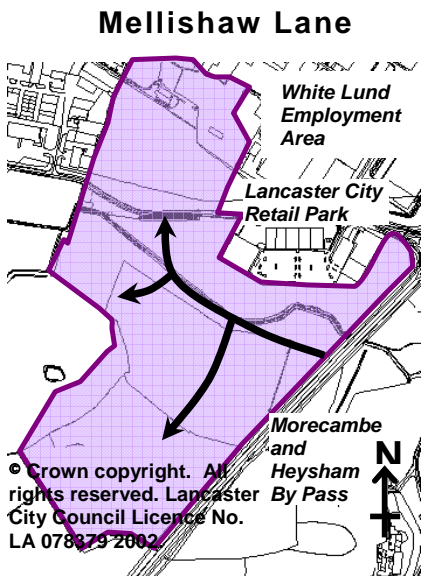 Mellishaw Lane
White Lund
Employment
Area
Lancaster City
Retail Park
Morecambe
and
Heysham
By Pass
N
© Crown copyright. All
rights reserved. Lancaster
City Council Licence No.
LA 078379 2002